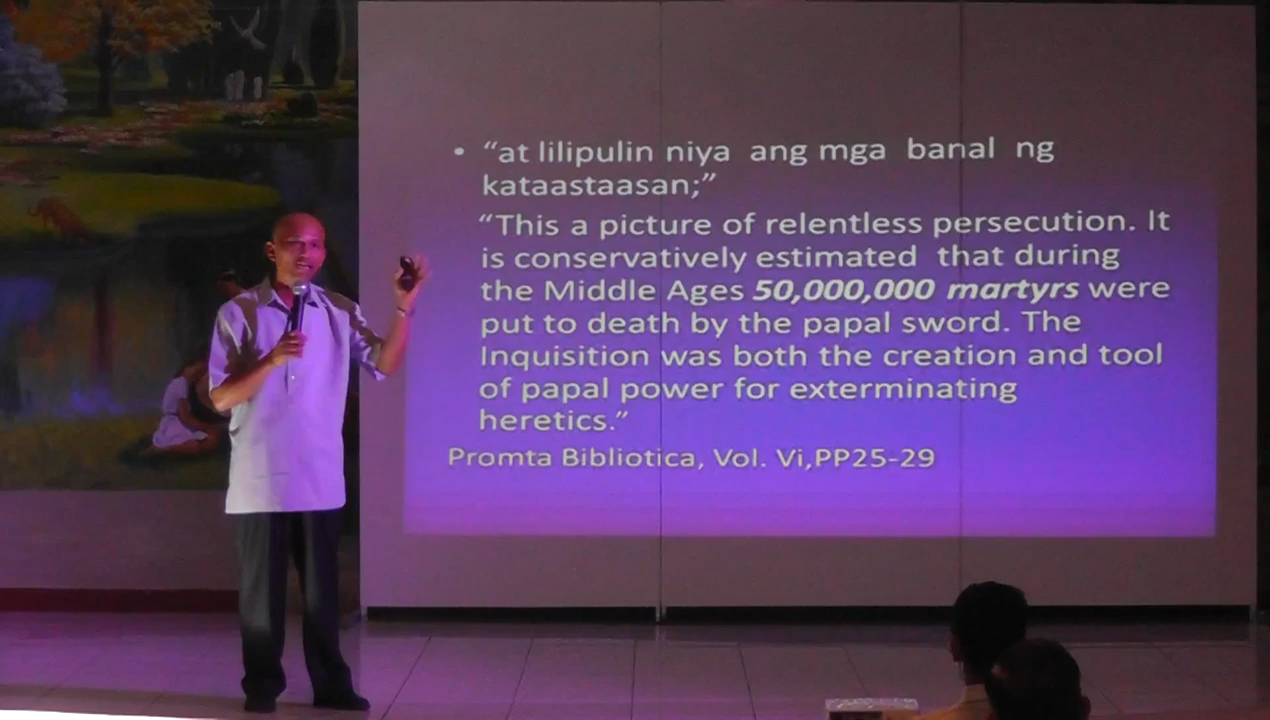 • “at lilipulin niya ang mga banal ng
kataastaasan;”
“This a picture of relentless persecution. It
is conservatively estimated that during
the Middle Ages 50,000,000 martyrs were
put to death by the papal sword. The
Inquisition was both the creation and tool
of papal power for exterminating
heretics.”
Promta Bibliotica, Vol. Vi,PP25-29